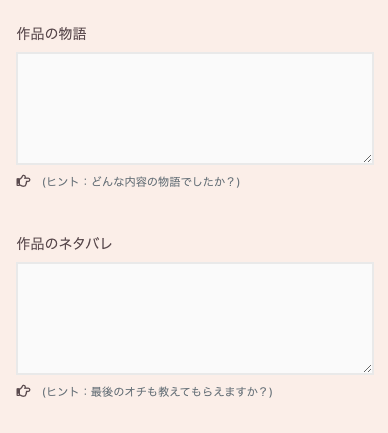 作品の物語
(ヒント：どんな内容の物語でしたか？)
作品のネタバレ
(ヒント：最後のオチも教えてもらえますか？)